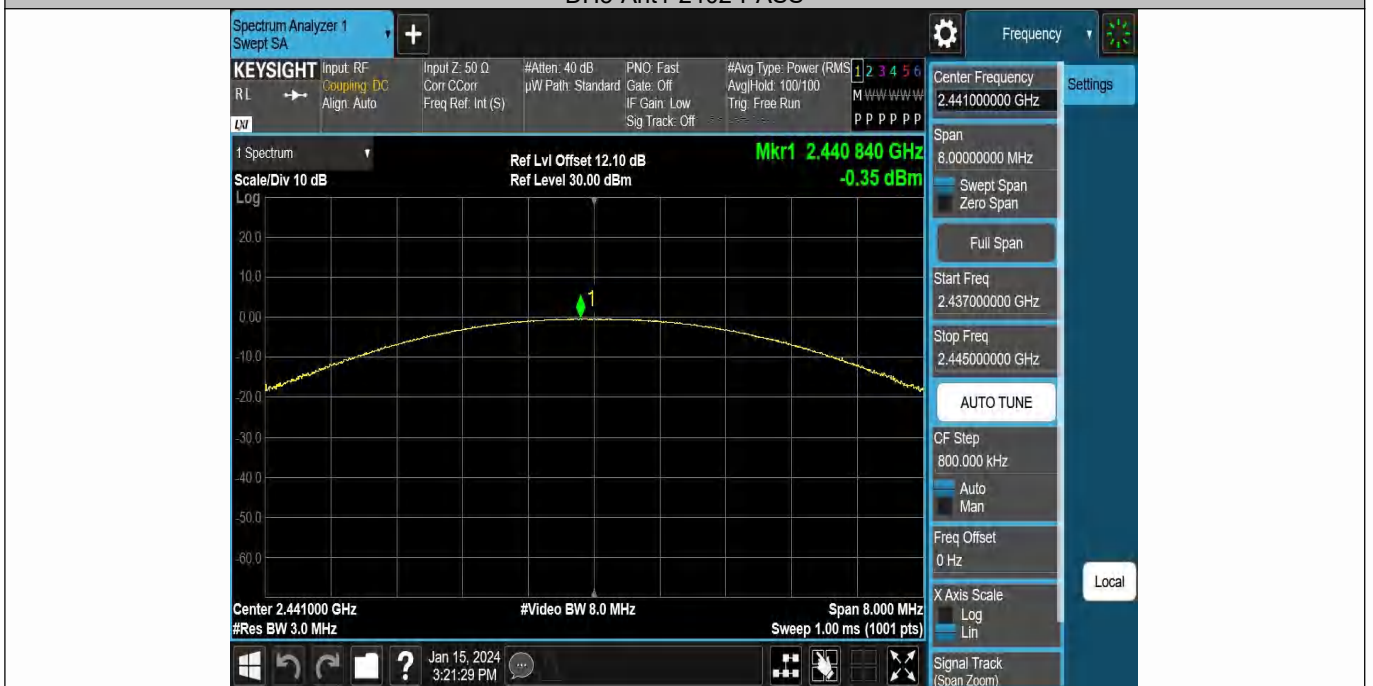 Spectrum Analyzer 1
Swept SA
+
Frequency
KEYSIGHT
RL
LXI
Input: RF
Coupling: DC
Align: Auto
Input Z: 50 Ω
Corr CCorr
Freq Ref: Int (S)
#Atten: 40 dB
µW Path: Standard
PNO: Fast
Gate: Off
IF Gain: Low
Sig Track: Off
#Avg Type: Power (RMS
Avg|Hold: 100/100
Trig: Free Run
1 2 3 4 5 6
M W W W W W
P P P P P P
1 Spectrum
Scale/Div 10 dB
Ref Lvl Offset 12.10 dB
Ref Level 30.00 dBm
Mkr1 2.440 840 GHz
-0.35 dBm
Log
20.0
10.0
0.00
-10.0
-20.0
-30.0
-40.0
-50.0
-60.0
1
Center 2.441000 GHz
#Res BW 3.0 MHz
#Video BW 8.0 MHz
Span 8.000 MHz
Sweep 1.00 ms (1001 pts)
Center Frequency
2.441000000 GHz
Settings
Span
8.00000000 MHz
Swept Span
Zero Span
Full Span
Start Freq
2.437000000 GHz
Stop Freq
2.445000000 GHz
AUTO TUNE
CF Step
800.000 kHz
Auto
Man
Freq Offset
0 Hz
X Axis Scale
Log
Lin
Signal Track
(Span Zoom)
Local
?
Jan 15, 2024
3:21:29 PM